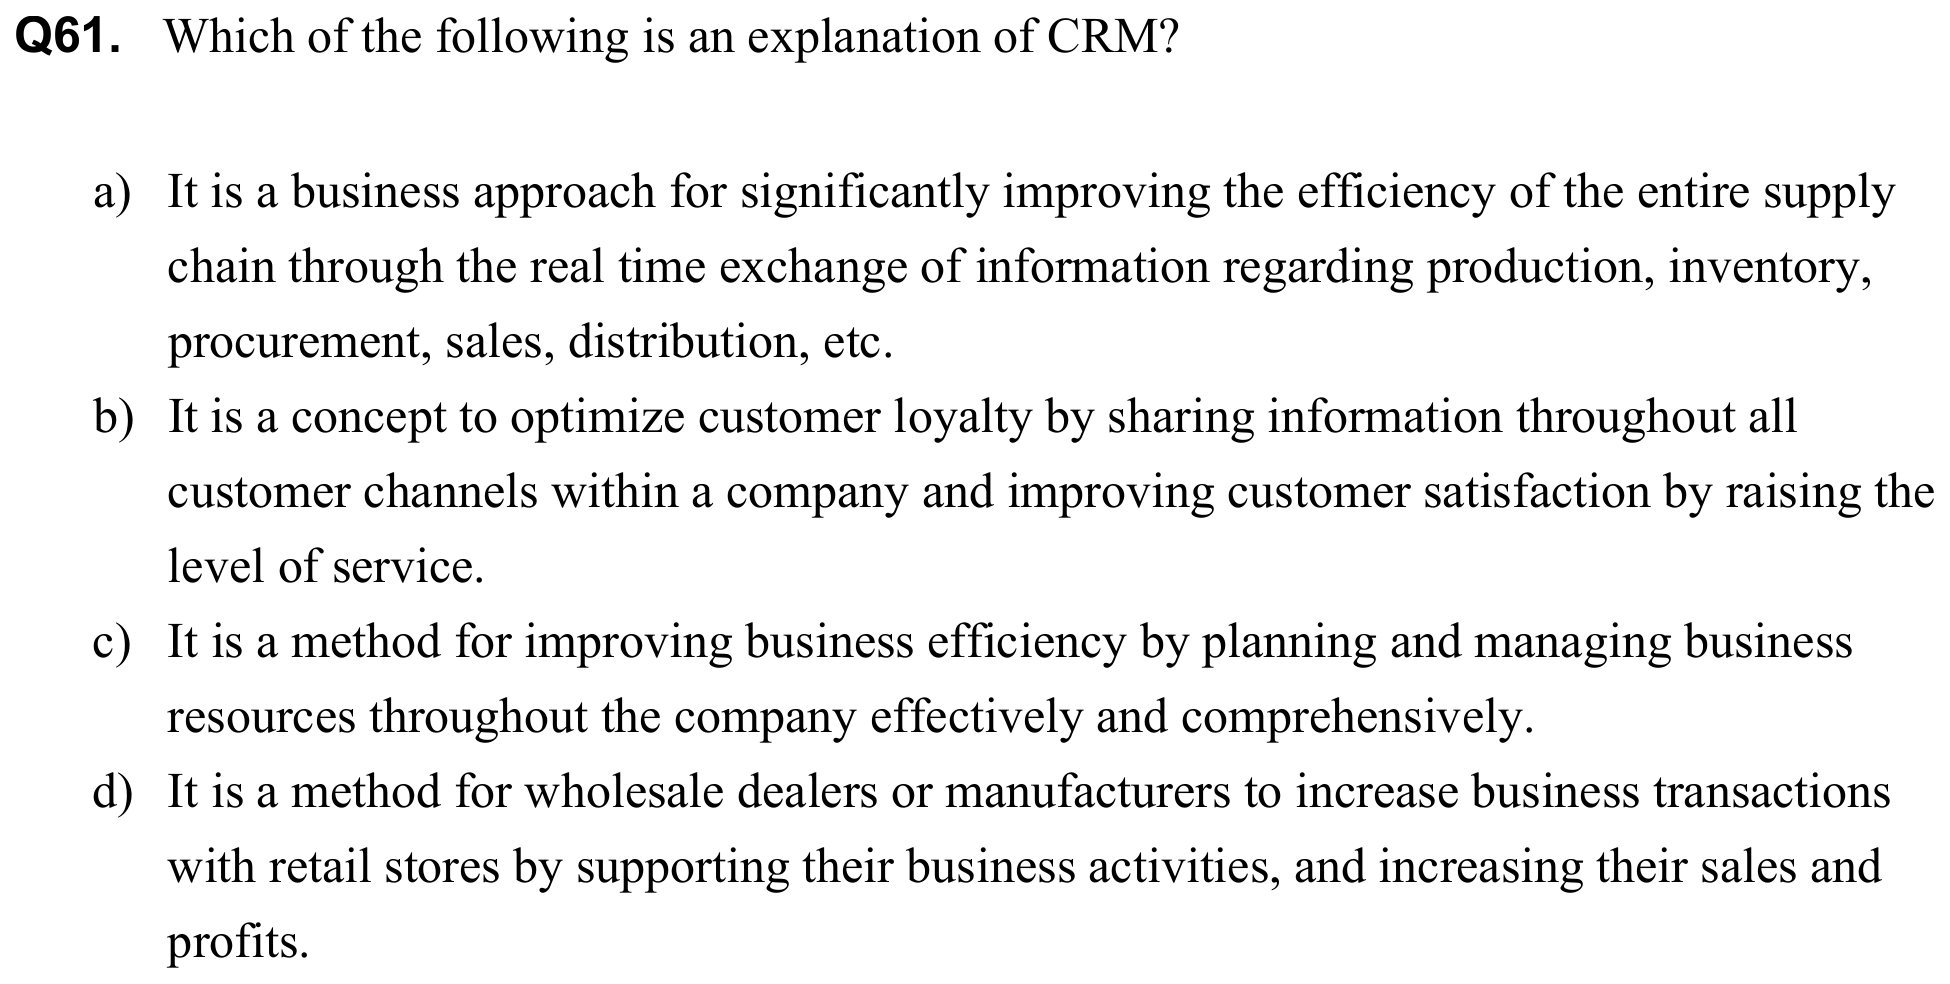 Q61. Which of the following is an explanation of CRM?
a) It is a business approach for significantly improving the efficiency of the entire supply
chain through the real time exchange of information regarding production, inventory,
procurement, sales, distribution, etc.
b) It is a concept to optimize customer loyalty by sharing information throughout all
customer channels within a company and improving customer satisfaction by raising the
level of service.
c) It is a method for improving business efficiency by planning and managing business
resources throughout the company effectively and comprehensively.
d) It is a method for wholesale dealers or manufacturers to increase business transactions
with retail stores by supporting their business activities, and increasing their sales and
profits.